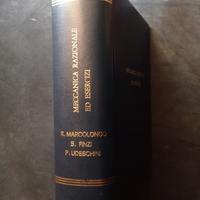 MECCANICA RAZIONALE
ED ESERCIZI
R. MARCOLONGO
B. FINZI
P. UDESCHINI